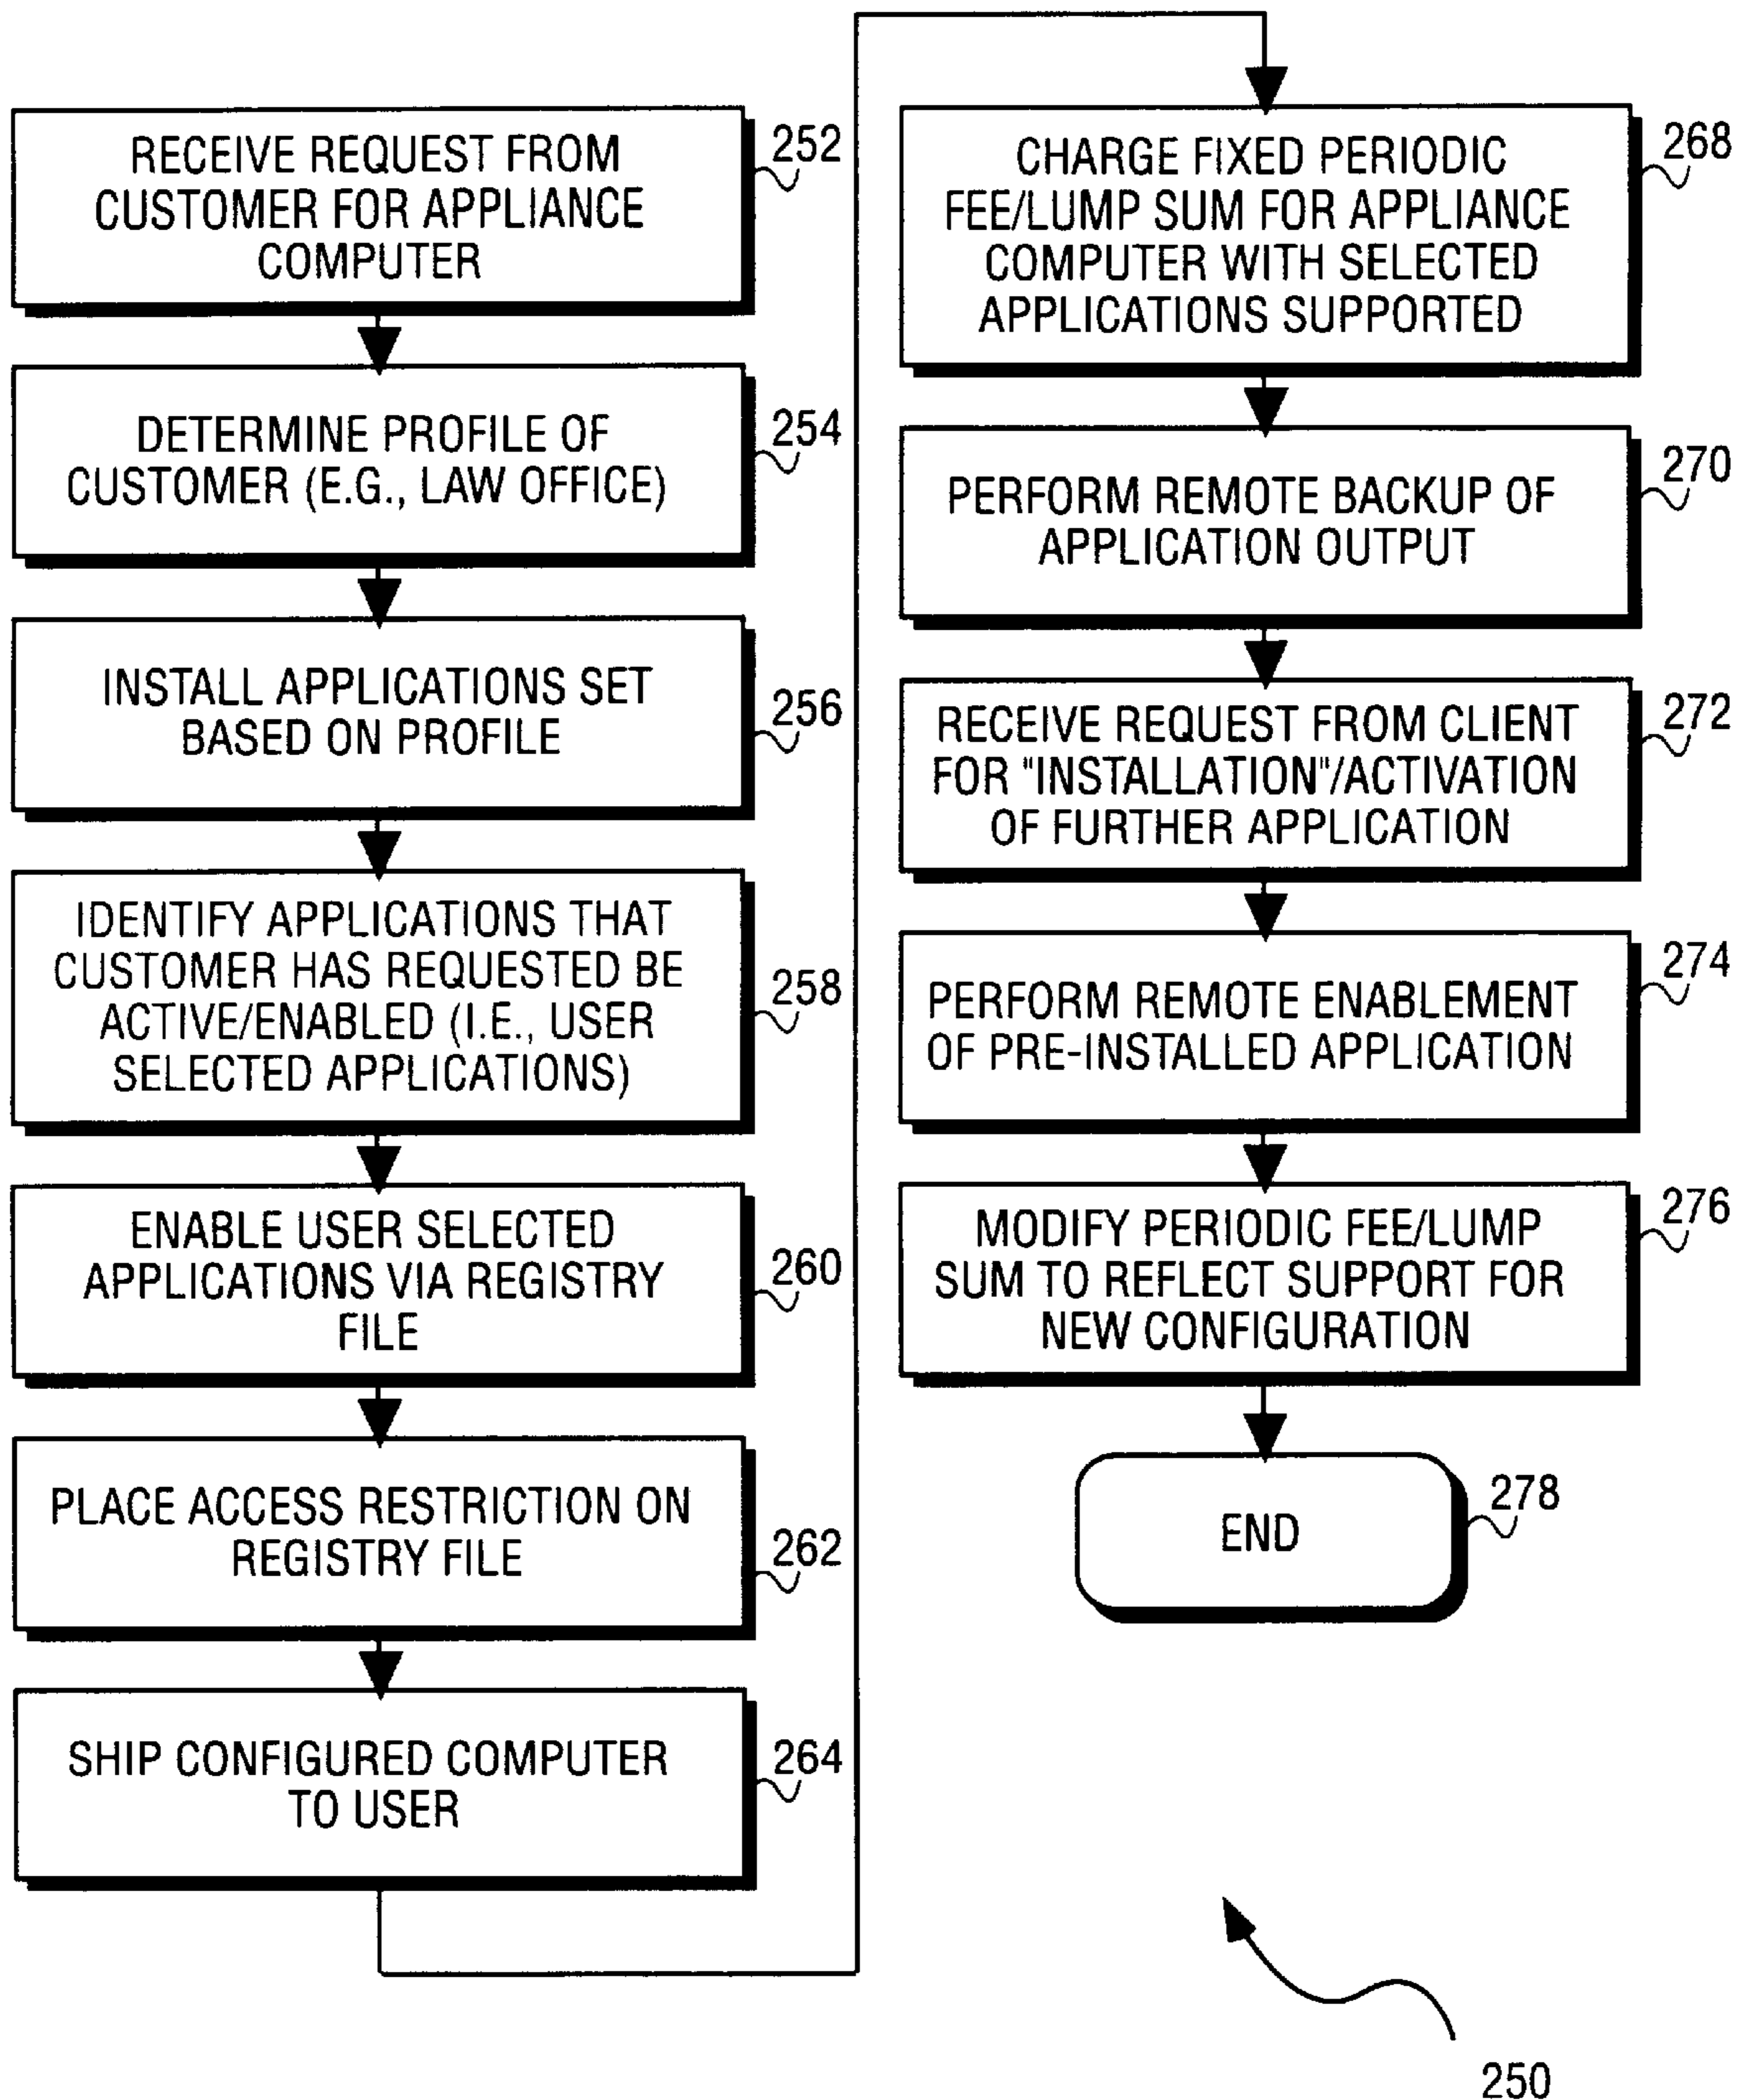 RECEIVE REQUEST FROM
CUSTOMER FOR APPLIANCE
COMPUTER
252
DETERMINE PROFILE OF
CUSTOMER (E.G., LAW OFFICE)
254
INSTALL APPLICATIONS SET
BASED ON PROFILE
256
IDENTIFY APPLICATIONS THAT
CUSTOMER HAS REQUESTED BE
ACTIVE/ENABLED (I.E., USER
SELECTED APPLICATIONS)
258
ENABLE USER SELECTED
APPLICATIONS VIA REGISTRY
FILE
260
PLACE ACCESS RESTRICTION ON
REGISTRY FILE
262
SHIP CONFIGURED COMPUTER
TO USER
264
CHARGE FIXED PERIODIC
FEE/LUMP SUM FOR APPLIANCE
COMPUTER WITH SELECTED
APPLICATIONS SUPPORTED
268
PERFORM REMOTE BACKUP OF
APPLICATION OUTPUT
270
RECEIVE REQUEST FROM CLIENT
FOR "INSTALLATION"/ACTIVATION
OF FURTHER APPLICATION
272
PERFORM REMOTE ENABLEMENT
OF PRE-INSTALLED APPLICATION
274
MODIFY PERIODIC FEE/LUMP
SUM TO REFLECT SUPPORT FOR
NEW CONFIGURATION
276
END
278
250